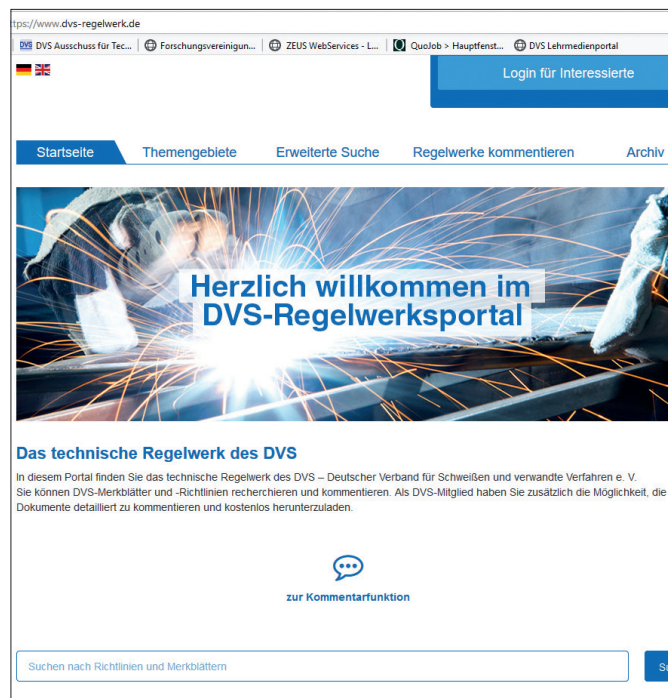 ttps://www.dvs-regelwerk.de
DVS DVS Ausschuss für Tec... Forschungsvereinigun... ZEUS WebServices - L... QuoJob > Hauptfenst... DVS Lehrmedienportal
Login für Interessierte
Startseite Themengebiete Erweiterte Suche Regelwerke kommentieren Archiv
Herzlich willkommen im
DVS-Regelwerksportal
Das technische Regelwerk des DVS
In diesem Portal finden Sie das technische Regelwerk des DVS – Deutscher Verband für Schweißen und verwandte Verfahren e. V.
Sie können DVS-Merkblätter und -Richtlinien recherchieren und kommentieren. Als DVS-Mitglied haben Sie zusätzlich die Möglichkeit, die
Dokumente detailliert zu kommentieren und kostenlos herunterzuladen.
zur Kommentarfunktion
Suchen nach Richtlinien und Merkblättern